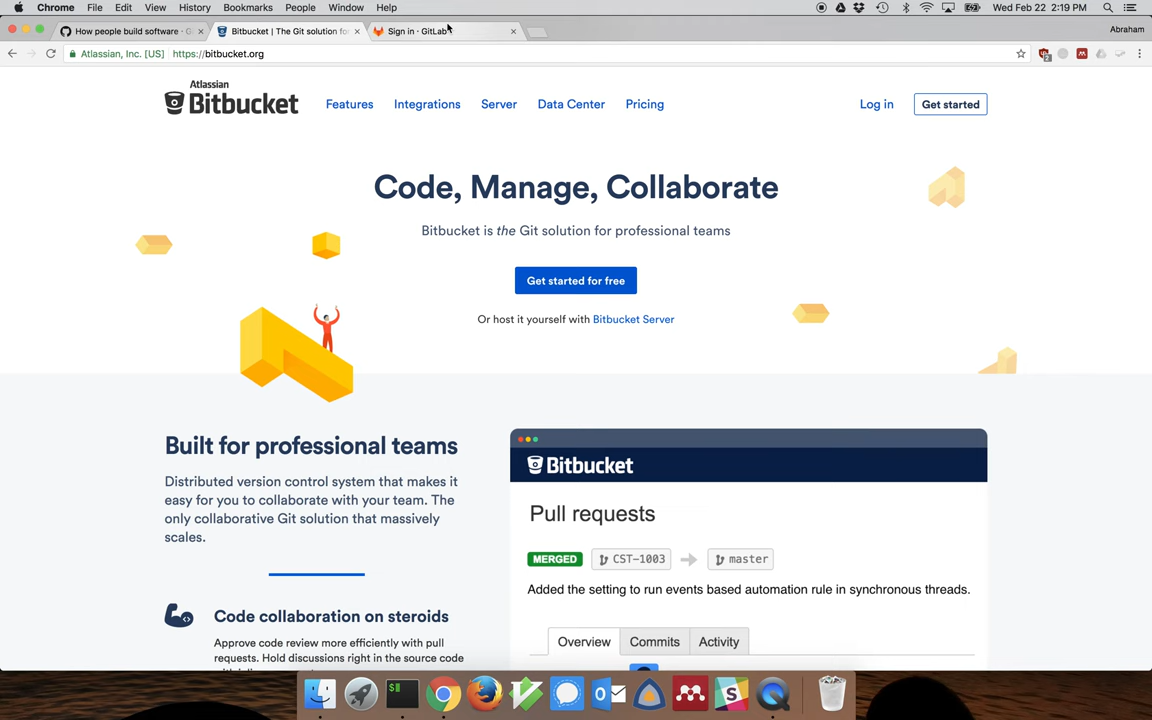 Chrome File Edit View History Bookmarks People Window Help Wed Feb 22 2:19 PM
How people build software · G
Bitbucket | The Git solution fo
Sign in · GitLab
Abraham
Atlassian, Inc. [US] https://bitbucket.org
2
Atlassian
Bitbucket
Features Integrations Server Data Center Pricing Log in Get started
Code, Manage, Collaborate
Bitbucket is the Git solution for professional teams
Get started for free
Or host it yourself with Bitbucket Server
Built for professional teams
Distributed version control system that makes it
easy for you to collaborate with your team. The
only collaborative Git solution that massively
scales.
Code collaboration on steroids
Approve code review more efficiently with pull
requests. Hold discussions right in the source code
Bitbucket
Pull requests
MERGED CST-1003 master
Added the setting to run events based automation rule in synchronous threads.
Overview Commits Activity